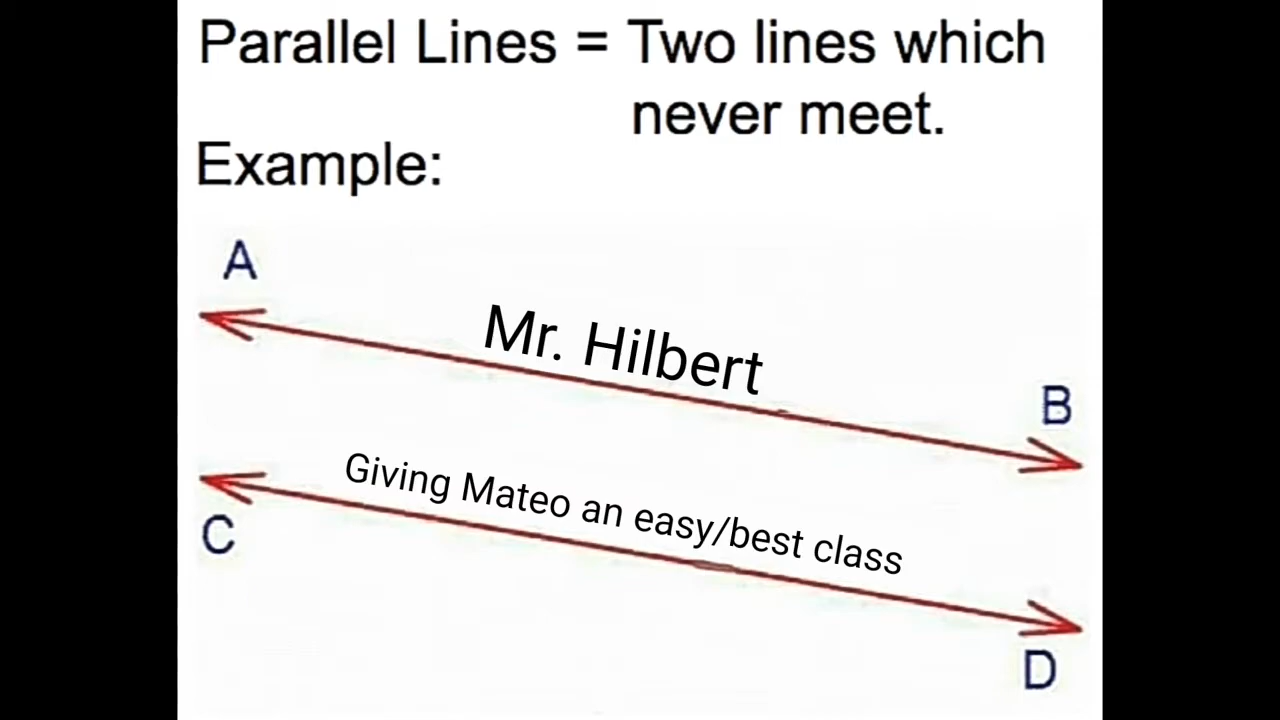 Parallel Lines = Two lines which
never meet.
Example:
A
Mr. Hilbert
B
Giving Mateo an easy/best class
C
D